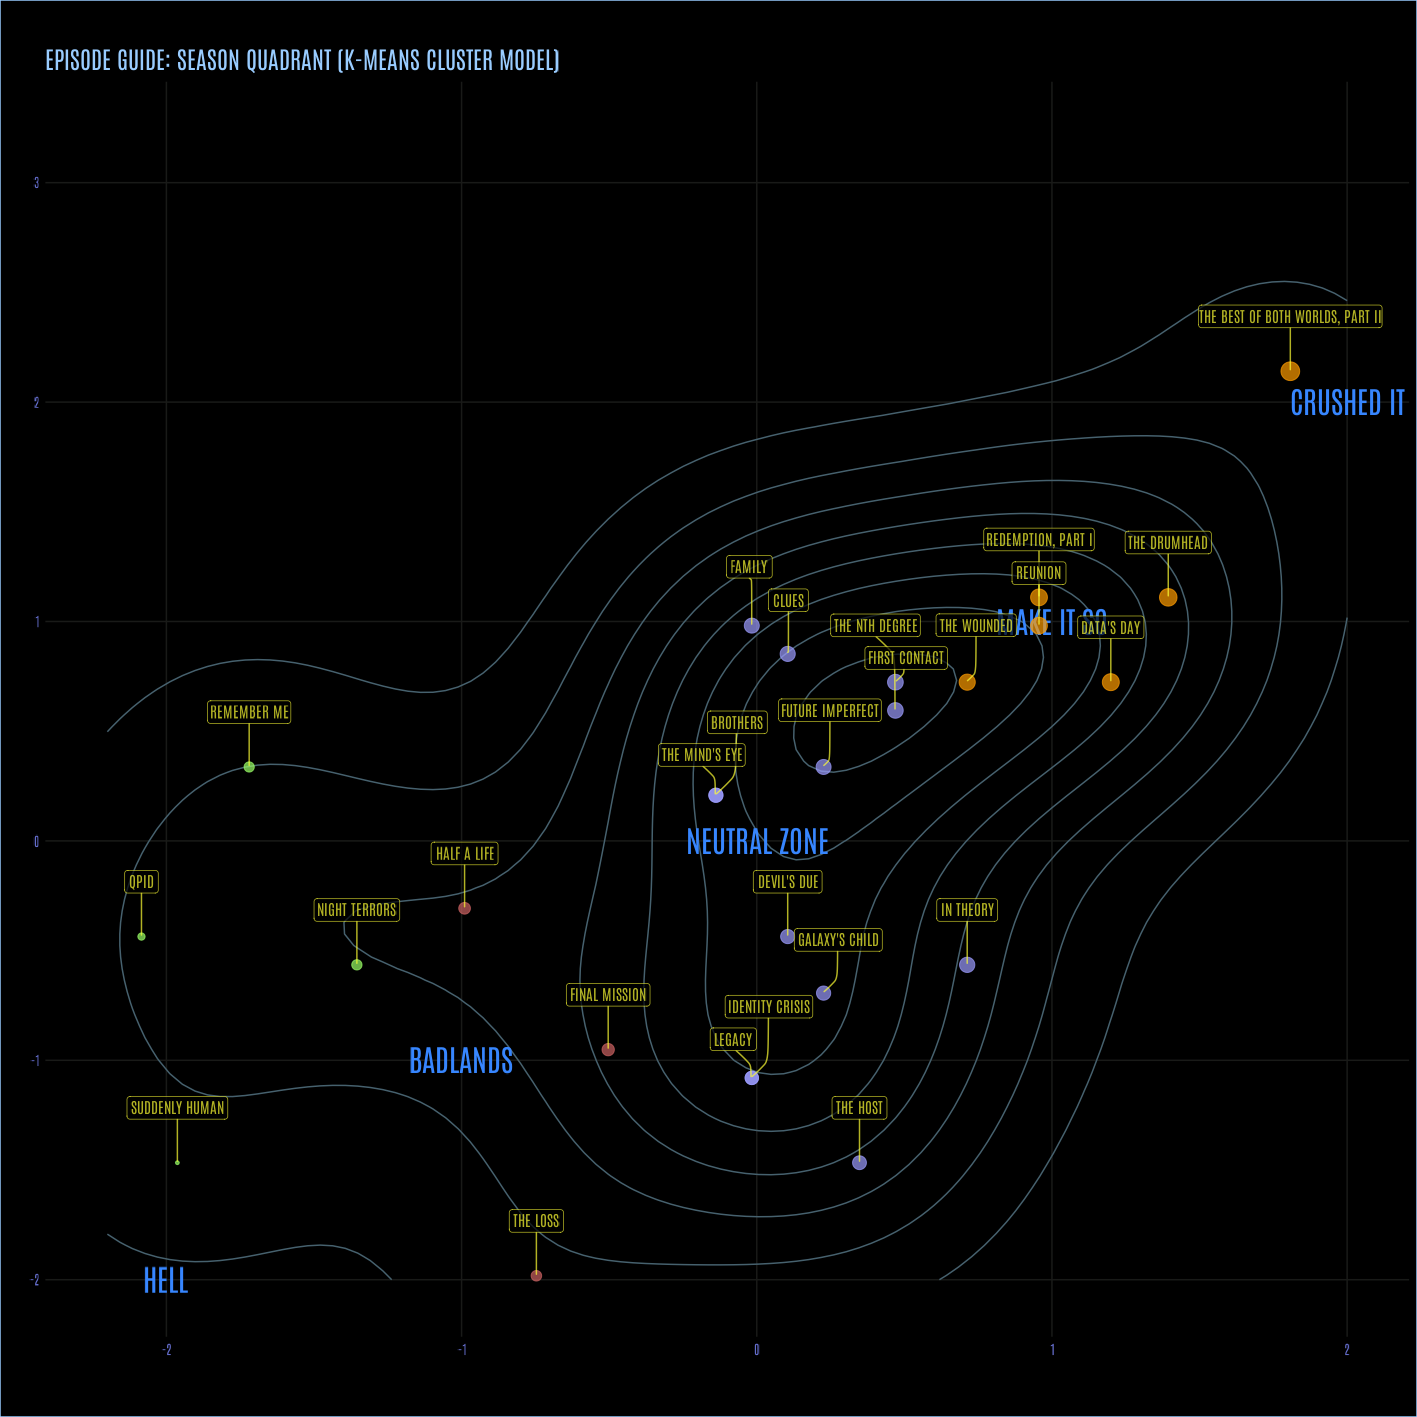 EPISODE GUIDE: SEASON QUADRANT (K-MEANS CLUSTER MODEL)
3
THE BEST OF BOTH WORLDS, PART II
2
CRUSHED IT
REDEMPTION, PART I
THE DRUMHEAD
FAMILY
REUNION
CLUES
1
MAKE IT SO
THE NTH DEGREE
THE WOUNDED
DATA'S DAY
FIRST CONTACT
REMEMBER ME
FUTURE IMPERFECT
BROTHERS
THE MIND'S EYE
0
NEUTRAL ZONE
HALF A LIFE
QPID
DEVIL'S DUE
NIGHT TERRORS
IN THEORY
GALAXY'S CHILD
FINAL MISSION
IDENTITY CRISIS
LEGACY
-1
BADLANDS
SUDDENLY HUMAN
THE HOST
THE LOSS
-2
HELL
-2 -1 0 1 2